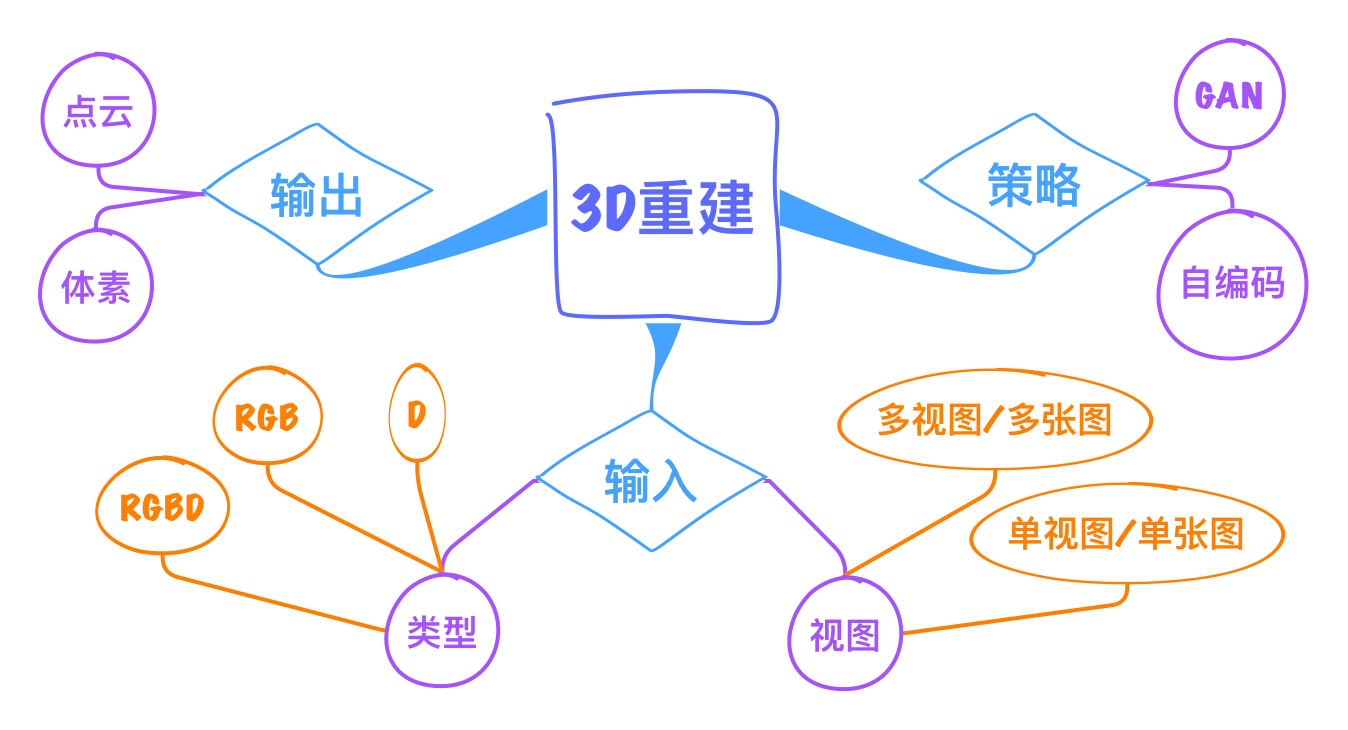 3D重建
输出
点云
体素
策略
GAN
自编码
输入
类型
RGBD
RGB
D
视图
多视图/多张图
单视图/单张图